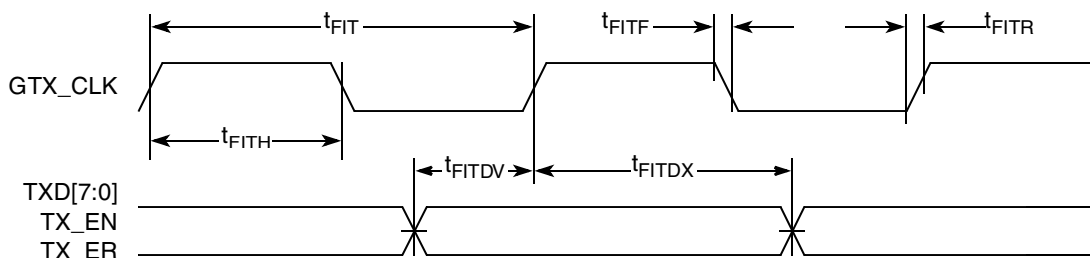 tFIT
tFITF
tFITR
GTX_CLK
tFITH
tFITDV
tFITDX
TXD[7:0]
TX_EN
TX_ER